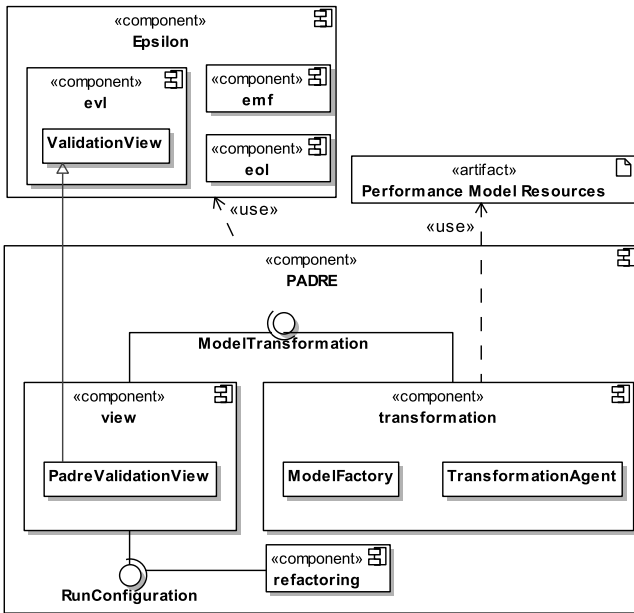 «component»
Epsilon
«component»
evl
ValidationView
«component»
emf
«component»
eol
«artifact»
Performance Model Resources
«use»
«use»
«component»
PADRE
ModelTransformation
«component»
view
PadreValidationView
«component»
transformation
ModelFactory
TransformationAgent
«component»
refactoring
RunConfiguration